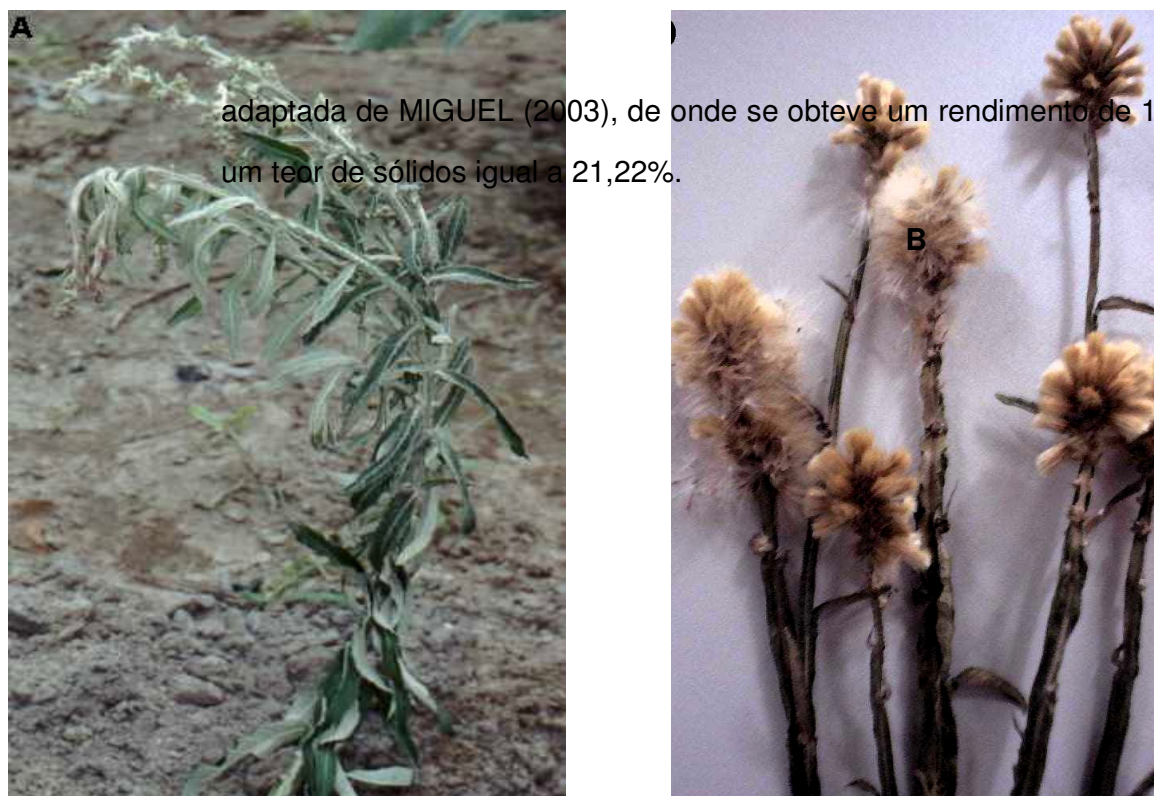 A
adaptada de MIGUEL (2003), de onde se obteve um rendimento de 1
um teor de sólidos igual a 21,22%.
B